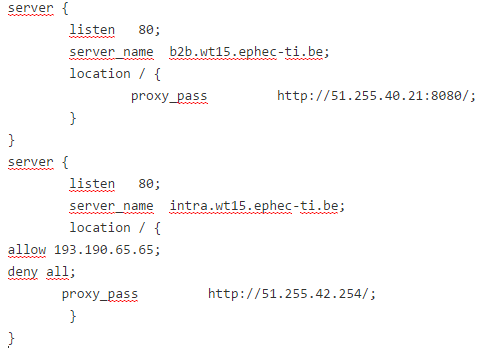 server {
listen 80;
server_name b2b.wt15.ephec-ti.be;
location / {
proxy_pass http://51.255.40.21:8080/;
}
}
server {
listen 80;
server_name intra.wt15.ephec-ti.be;
location / {
allow 193.190.65.65;
deny all;
proxy_pass http://51.255.42.254/;
}
}